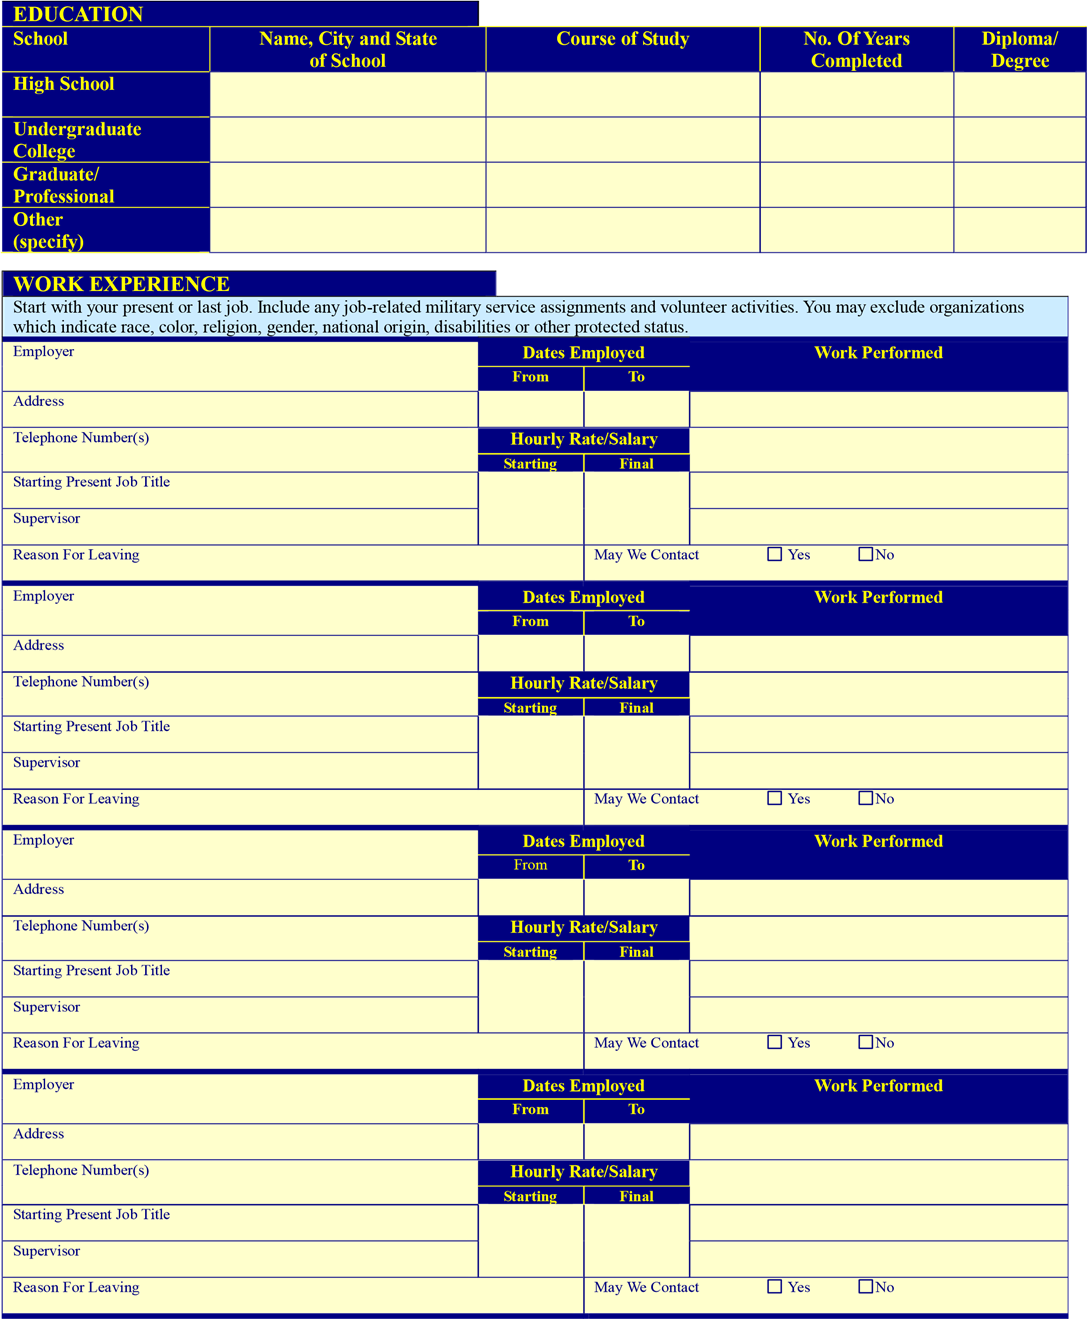 EDUCATION
School Name, City and State of School Course of Study No. Of Years Completed Diploma/ Degree
High School
Undergraduate
College
Graduate/
Professional
Other
(specify)
WORK EXPERIENCE
Start with your present or last job. Include any job-related military service assignments and volunteer activities. You may exclude organizations
which indicate race, color, religion, gender, national origin, disabilities or other protected status.
Employer Dates Employed Work Performed
From To
Address
Telephone Number(s) Hourly Rate/Salary
Starting Final
Starting Present Job Title
Supervisor
Reason For Leaving May We Contact Yes No
Employer Dates Employed Work Performed
From To
Address
Telephone Number(s) Hourly Rate/Salary
Starting Final
Starting Present Job Title
Supervisor
Reason For Leaving May We Contact Yes No
Employer Dates Employed Work Performed
From To
Address
Telephone Number(s) Hourly Rate/Salary
Starting Final
Starting Present Job Title
Supervisor
Reason For Leaving May We Contact Yes No
Employer Dates Employed Work Performed
From To
Address
Telephone Number(s) Hourly Rate/Salary
Starting Final
Starting Present Job Title
Supervisor
Reason For Leaving May We Contact Yes No